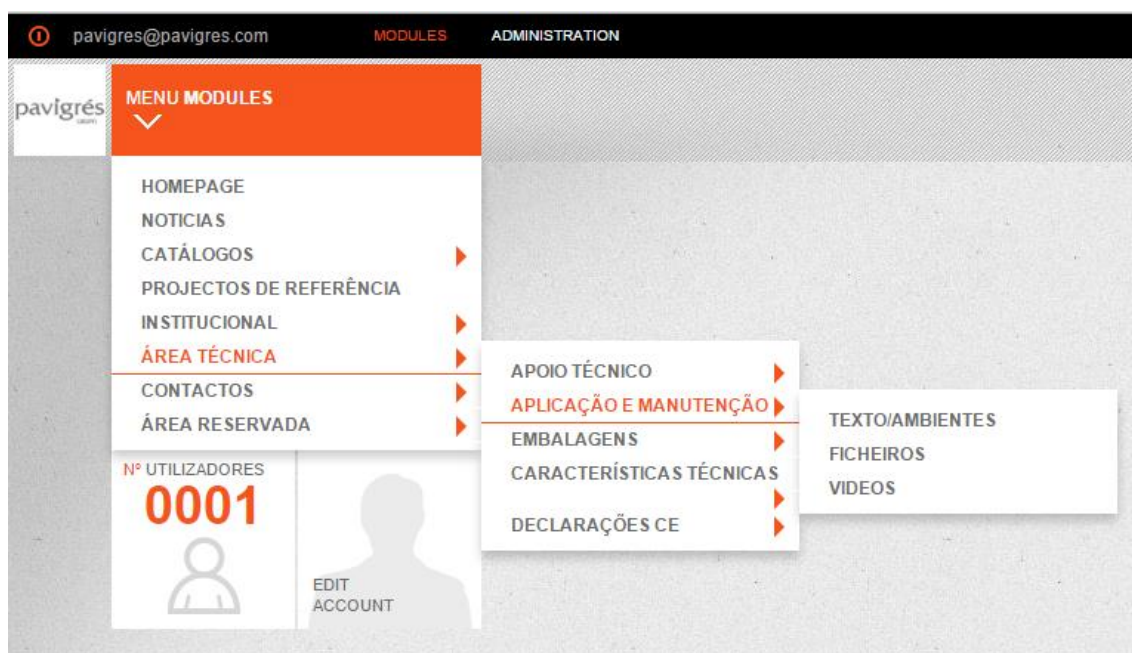 pavigres@pavigres.com MODULES ADMINISTRATION
pavigrés
MENU MODULES
HOMEPAGE
NOTICIAS
CATÁLOGOS
PROJECTOS DE REFERÊNCIA
INSTITUCIONAL
ÁREA TÉCNICA
CONTACTOS
ÁREA RESERVADA
APOIO TÉCNICO
APLICAÇÃO E MANUTENÇÃO
EMBALAGENS
CARACTERÍSTICAS TÉCNICAS
DECLARAÇÕES CE
TEXTO/AMBIENTES
FICHEIROS
VIDEOS
Nº UTILIZADORES
0001
EDIT
ACCOUNT